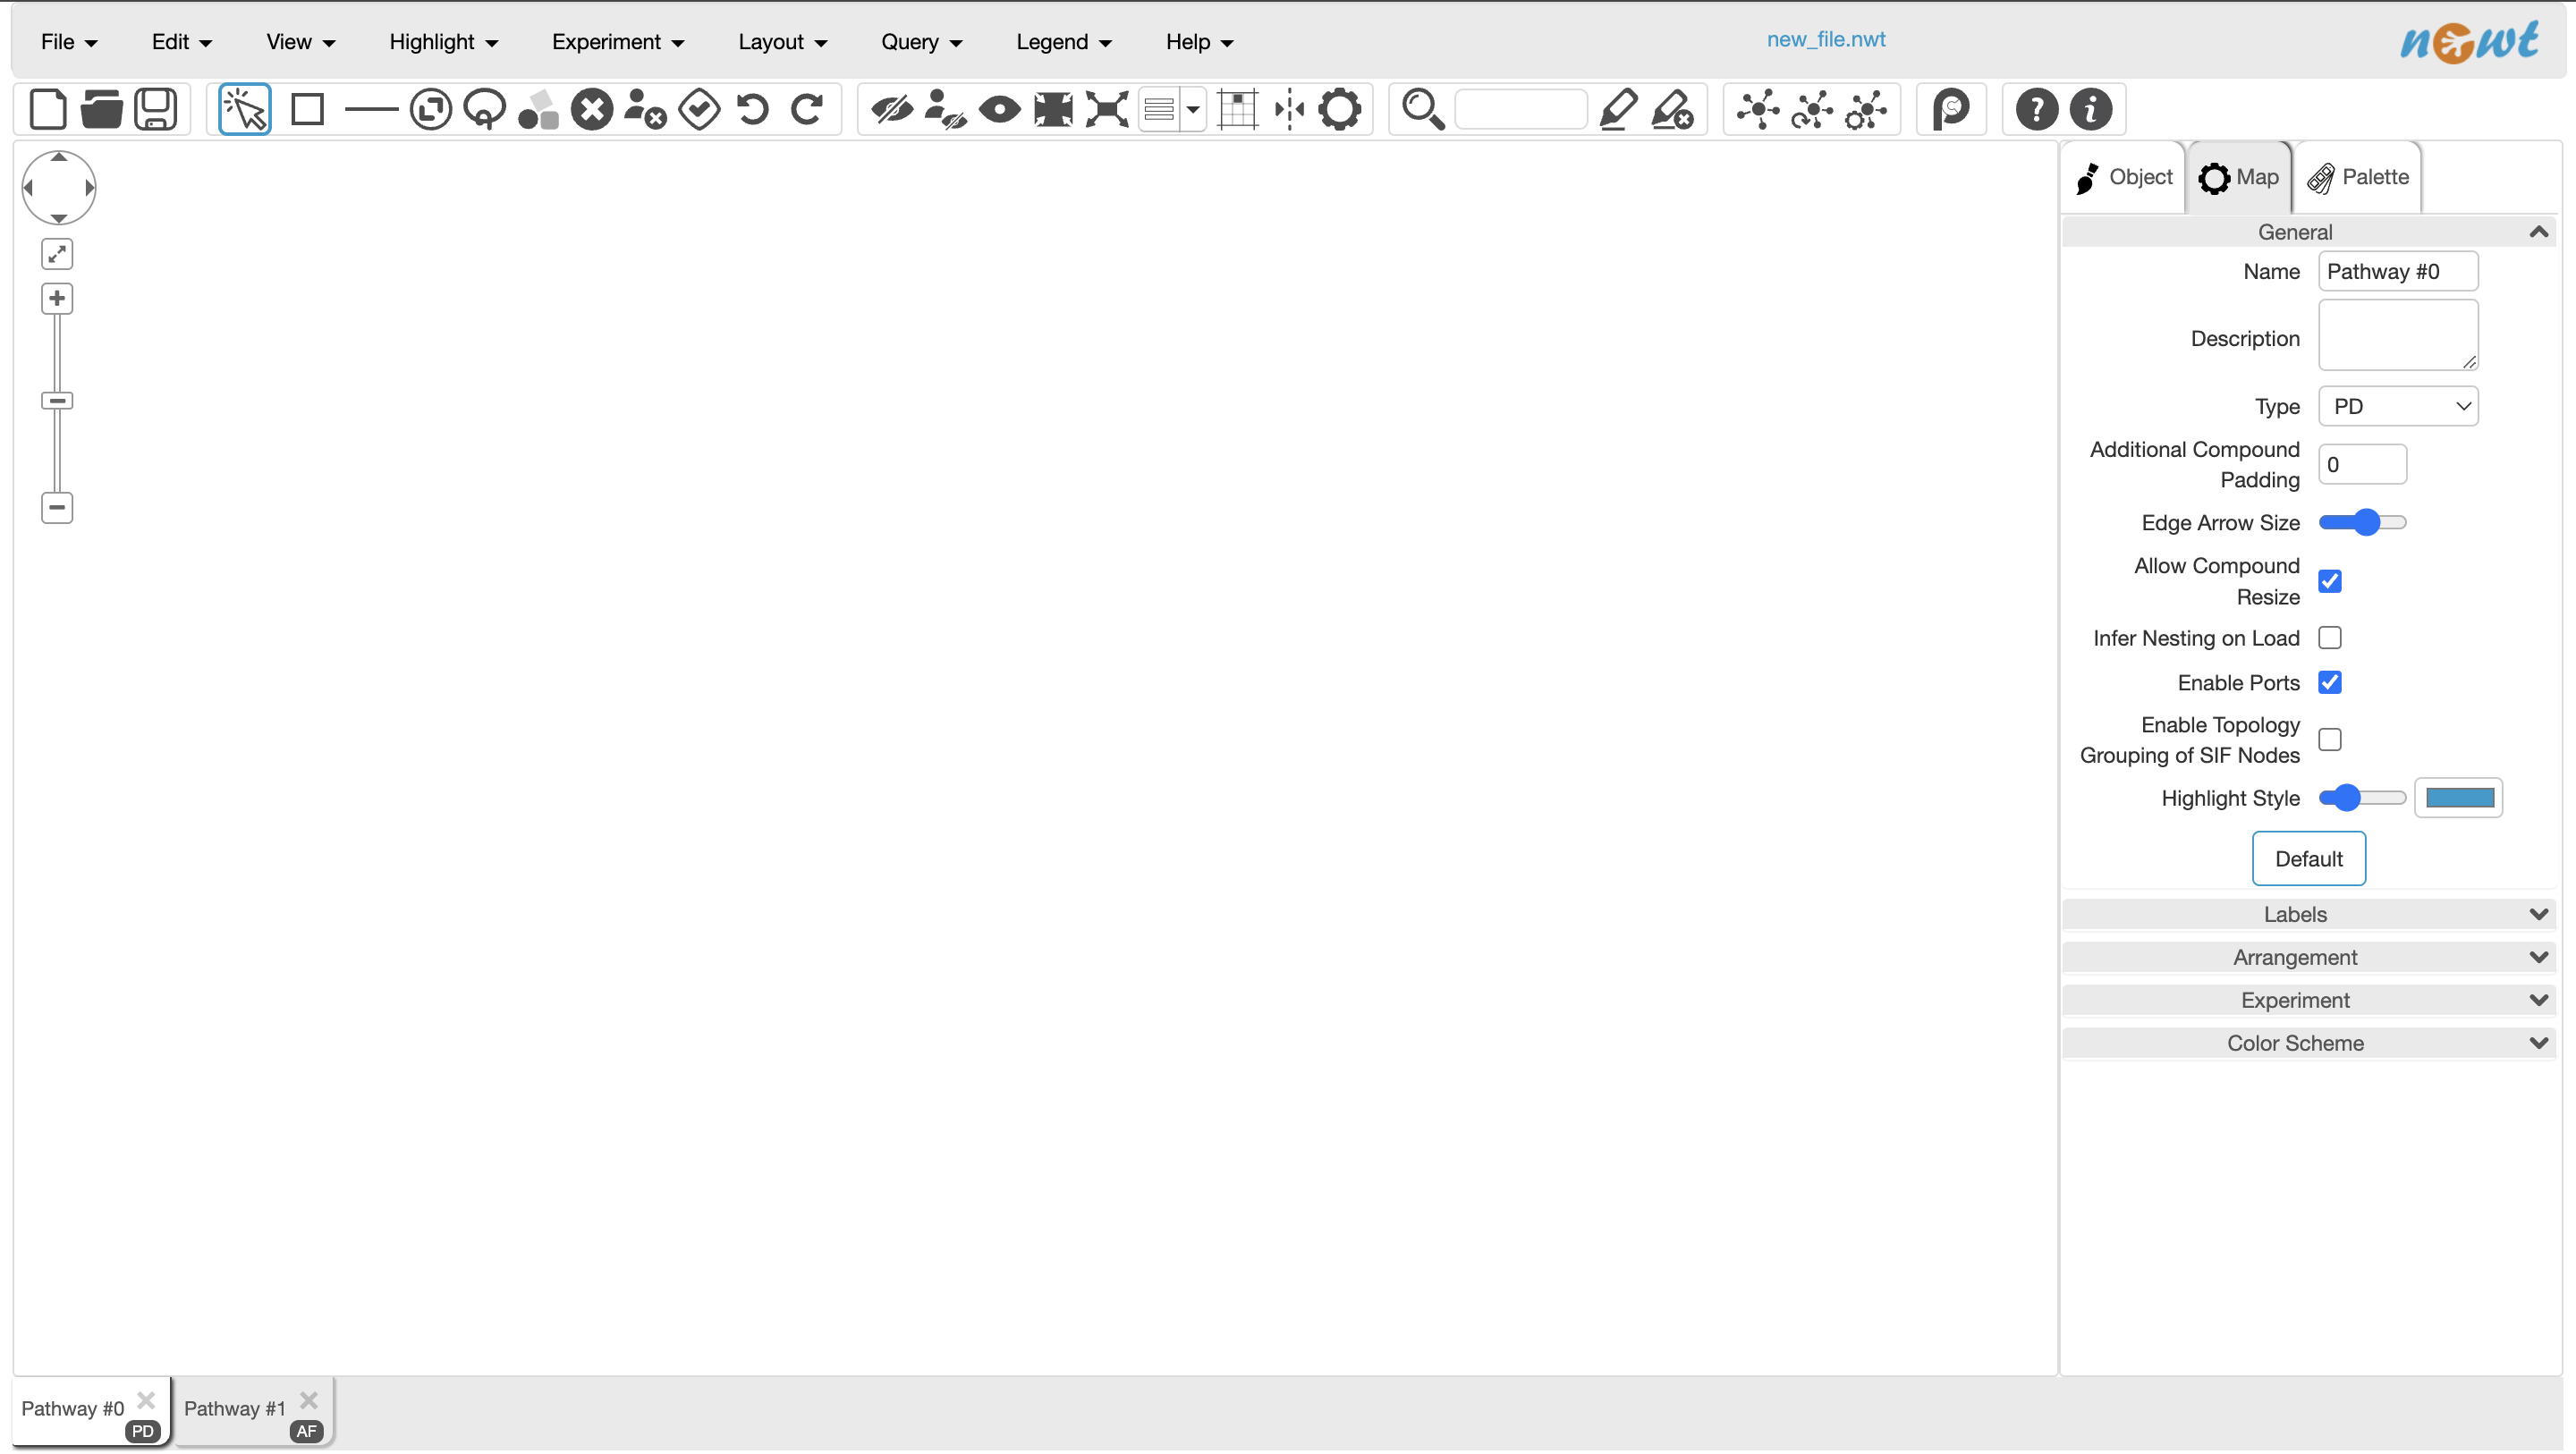 File Edit View Highlight Experiment Layout Query Legend Help new_file.nwt newt
Object Map Palette
General
Name Pathway #0
Description
Type PD
Additional Compound
Padding 0
Edge Arrow Size
Allow Compound
Resize
Infer Nesting on Load
Enable Ports
Enable Topology
Grouping of SIF Nodes
Highlight Style
Default
Labels
Arrangement
Experiment
Color Scheme
Pathway #0 PD
Pathway #1 AF